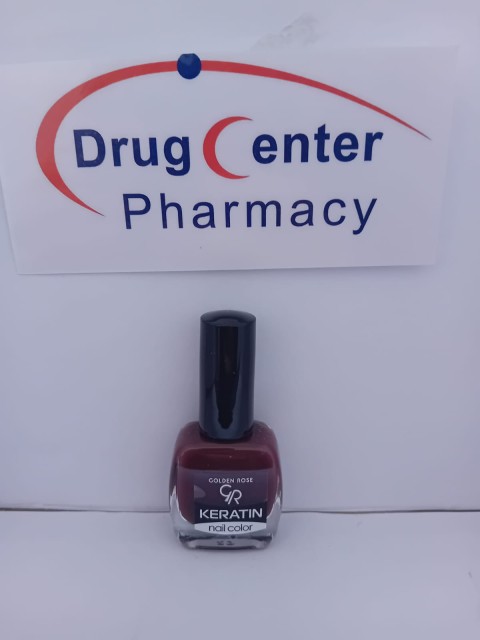 Drug Center
Pharmacy
GOLDEN ROSE
GR
KERATIN
nail color